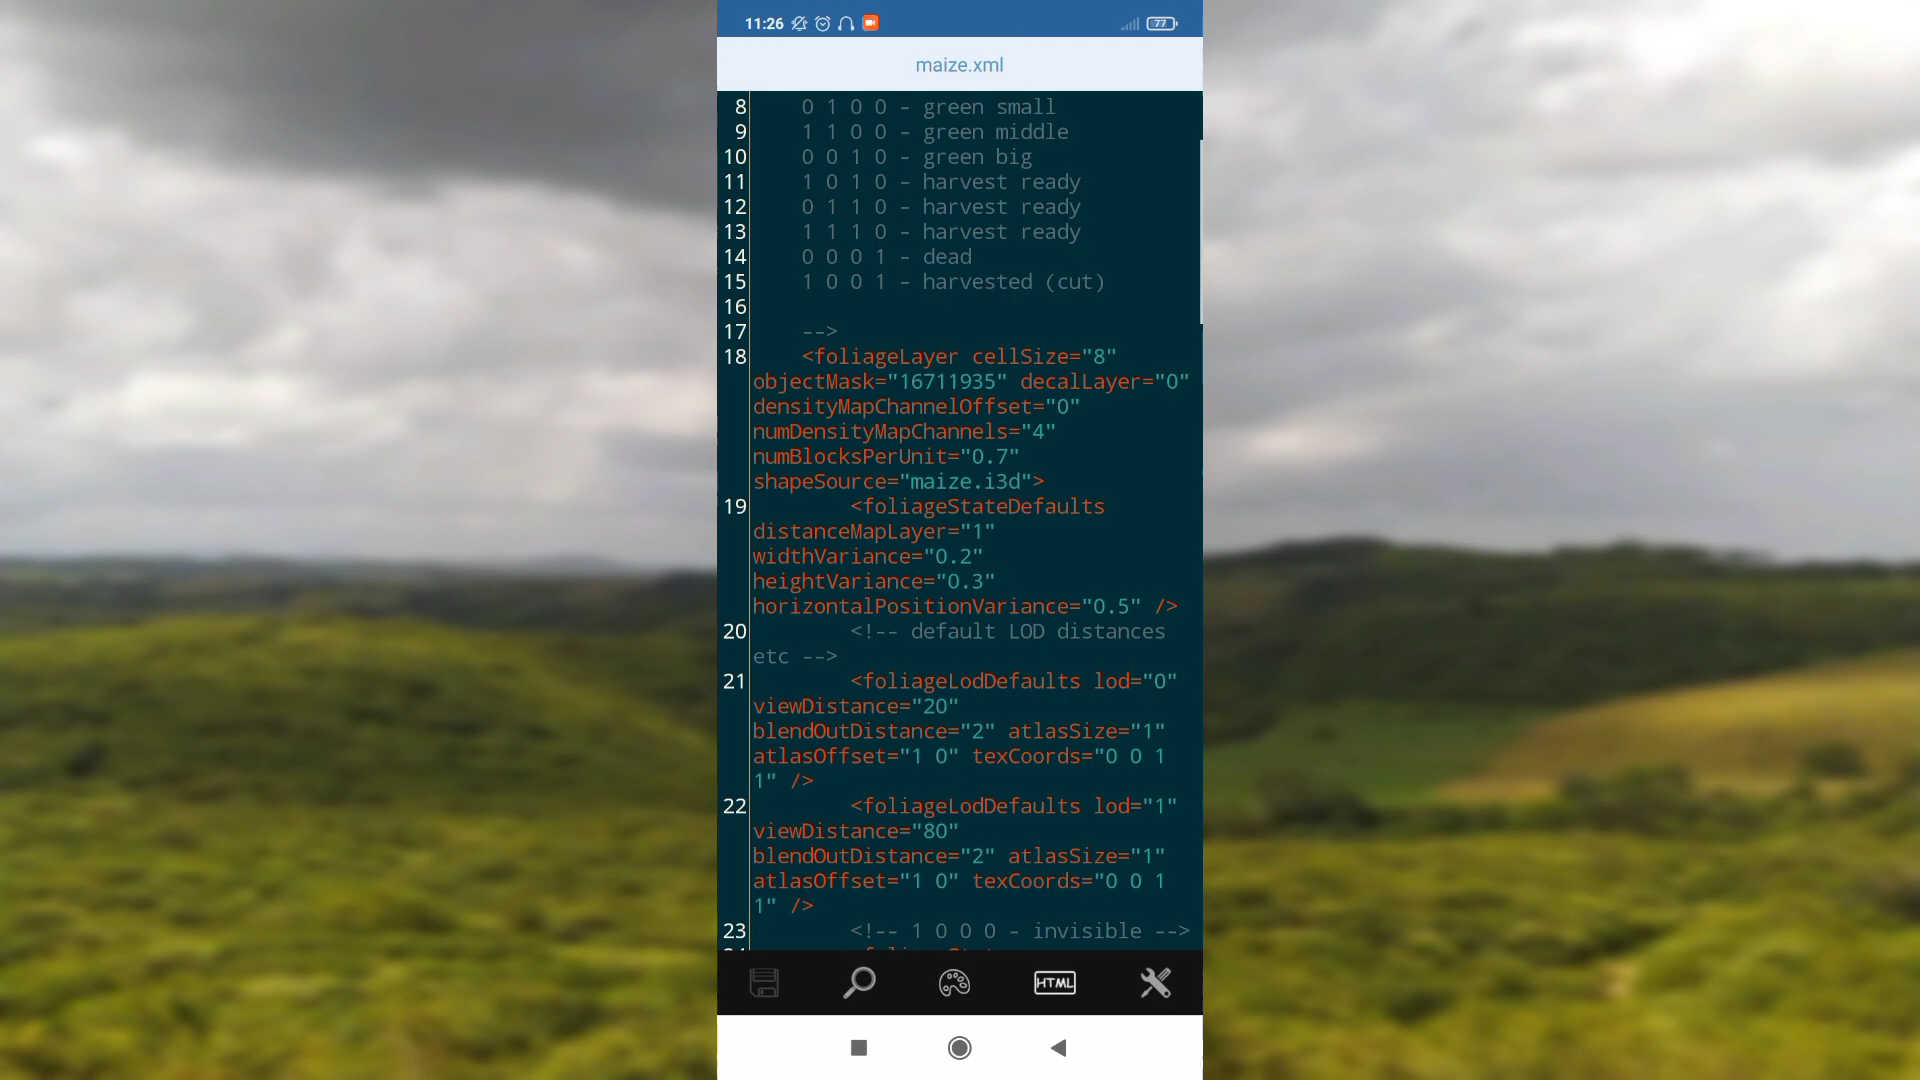 11:26
77
maize.xml
8 0 1 0 0 - green small
9 1 1 0 0 - green middle
10 0 0 1 0 - green big
11 1 0 1 0 - harvest ready
12 0 1 1 0 - harvest ready
13 1 1 1 0 - harvest ready
14 0 0 0 1 - dead
15 1 0 0 1 - harvested (cut)
16
17 -->
18 <foliageLayer cellSize="8"
objectMask="16711935" decalLayer="0"
densityMapChannelOffset="0"
numDensityMapChannels="4"
numBlocksPerUnit="0.7"
shapeSource="maize.i3d">
19 <foliageStateDefaults
distanceMapLayer="1"
widthVariance="0.2"
heightVariance="0.3"
horizontalPositionVariance="0.5" />
20 <!-- default LOD distances
etc -->
21 <foliageLodDefaults lod="0"
viewDistance="20"
blendOutDistance="2" atlasSize="1"
atlasOffset="1 0" texCoords="0 0 1
1" />
22 <foliageLodDefaults lod="1"
viewDistance="80"
blendOutDistance="2" atlasSize="1"
atlasOffset="1 0" texCoords="0 0 1
1" />
23 <!-- 1 0 0 0 - invisible -->
HTML